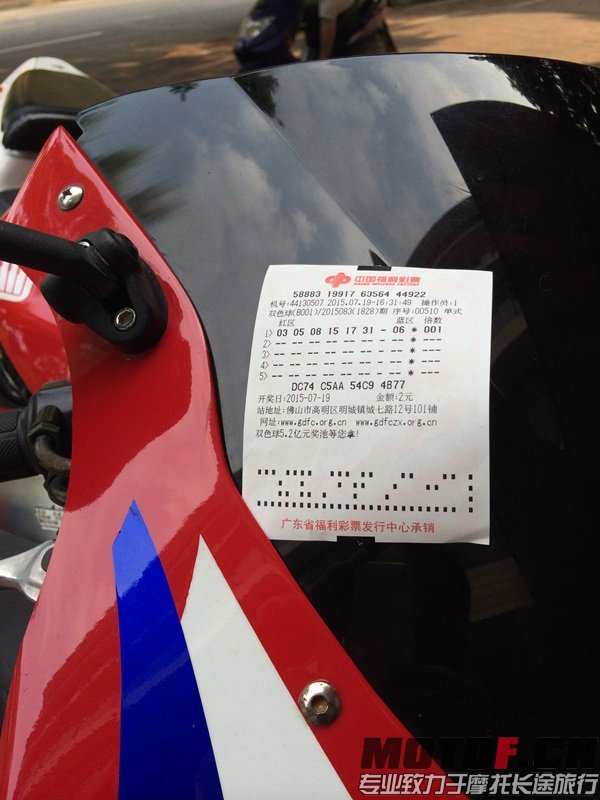 中国福利彩票
CHINA WELFARE LOTTERY
58883 19917 63564 44922
机号:44130507 2015.07.19-16:31:49 操作员:1
双色球(B001)/2015083(1828)期 序号:00510 单式
红区 蓝区 倍数
1> 03 05 08 15 17 31 - 06 * 001
2> -- -- -- -- -- -- - -- * ---
3> -- -- -- -- -- -- - -- * ---
4> -- -- -- -- -- -- - -- * ---
5> -- -- -- -- -- -- - -- * ---
DC74 C5AA 54C9 4B77
开奖日:2015-07-19 金额:2元
站地址:佛山市高明区明城镇城七路12号101铺
网址:www.gdfc.org.cn www.gdfczx.org.cn
双色球5.2亿元奖池等您拿!
广东省福利彩票发行中心承销
MOTOF.CN
专业致力于摩托长途旅行